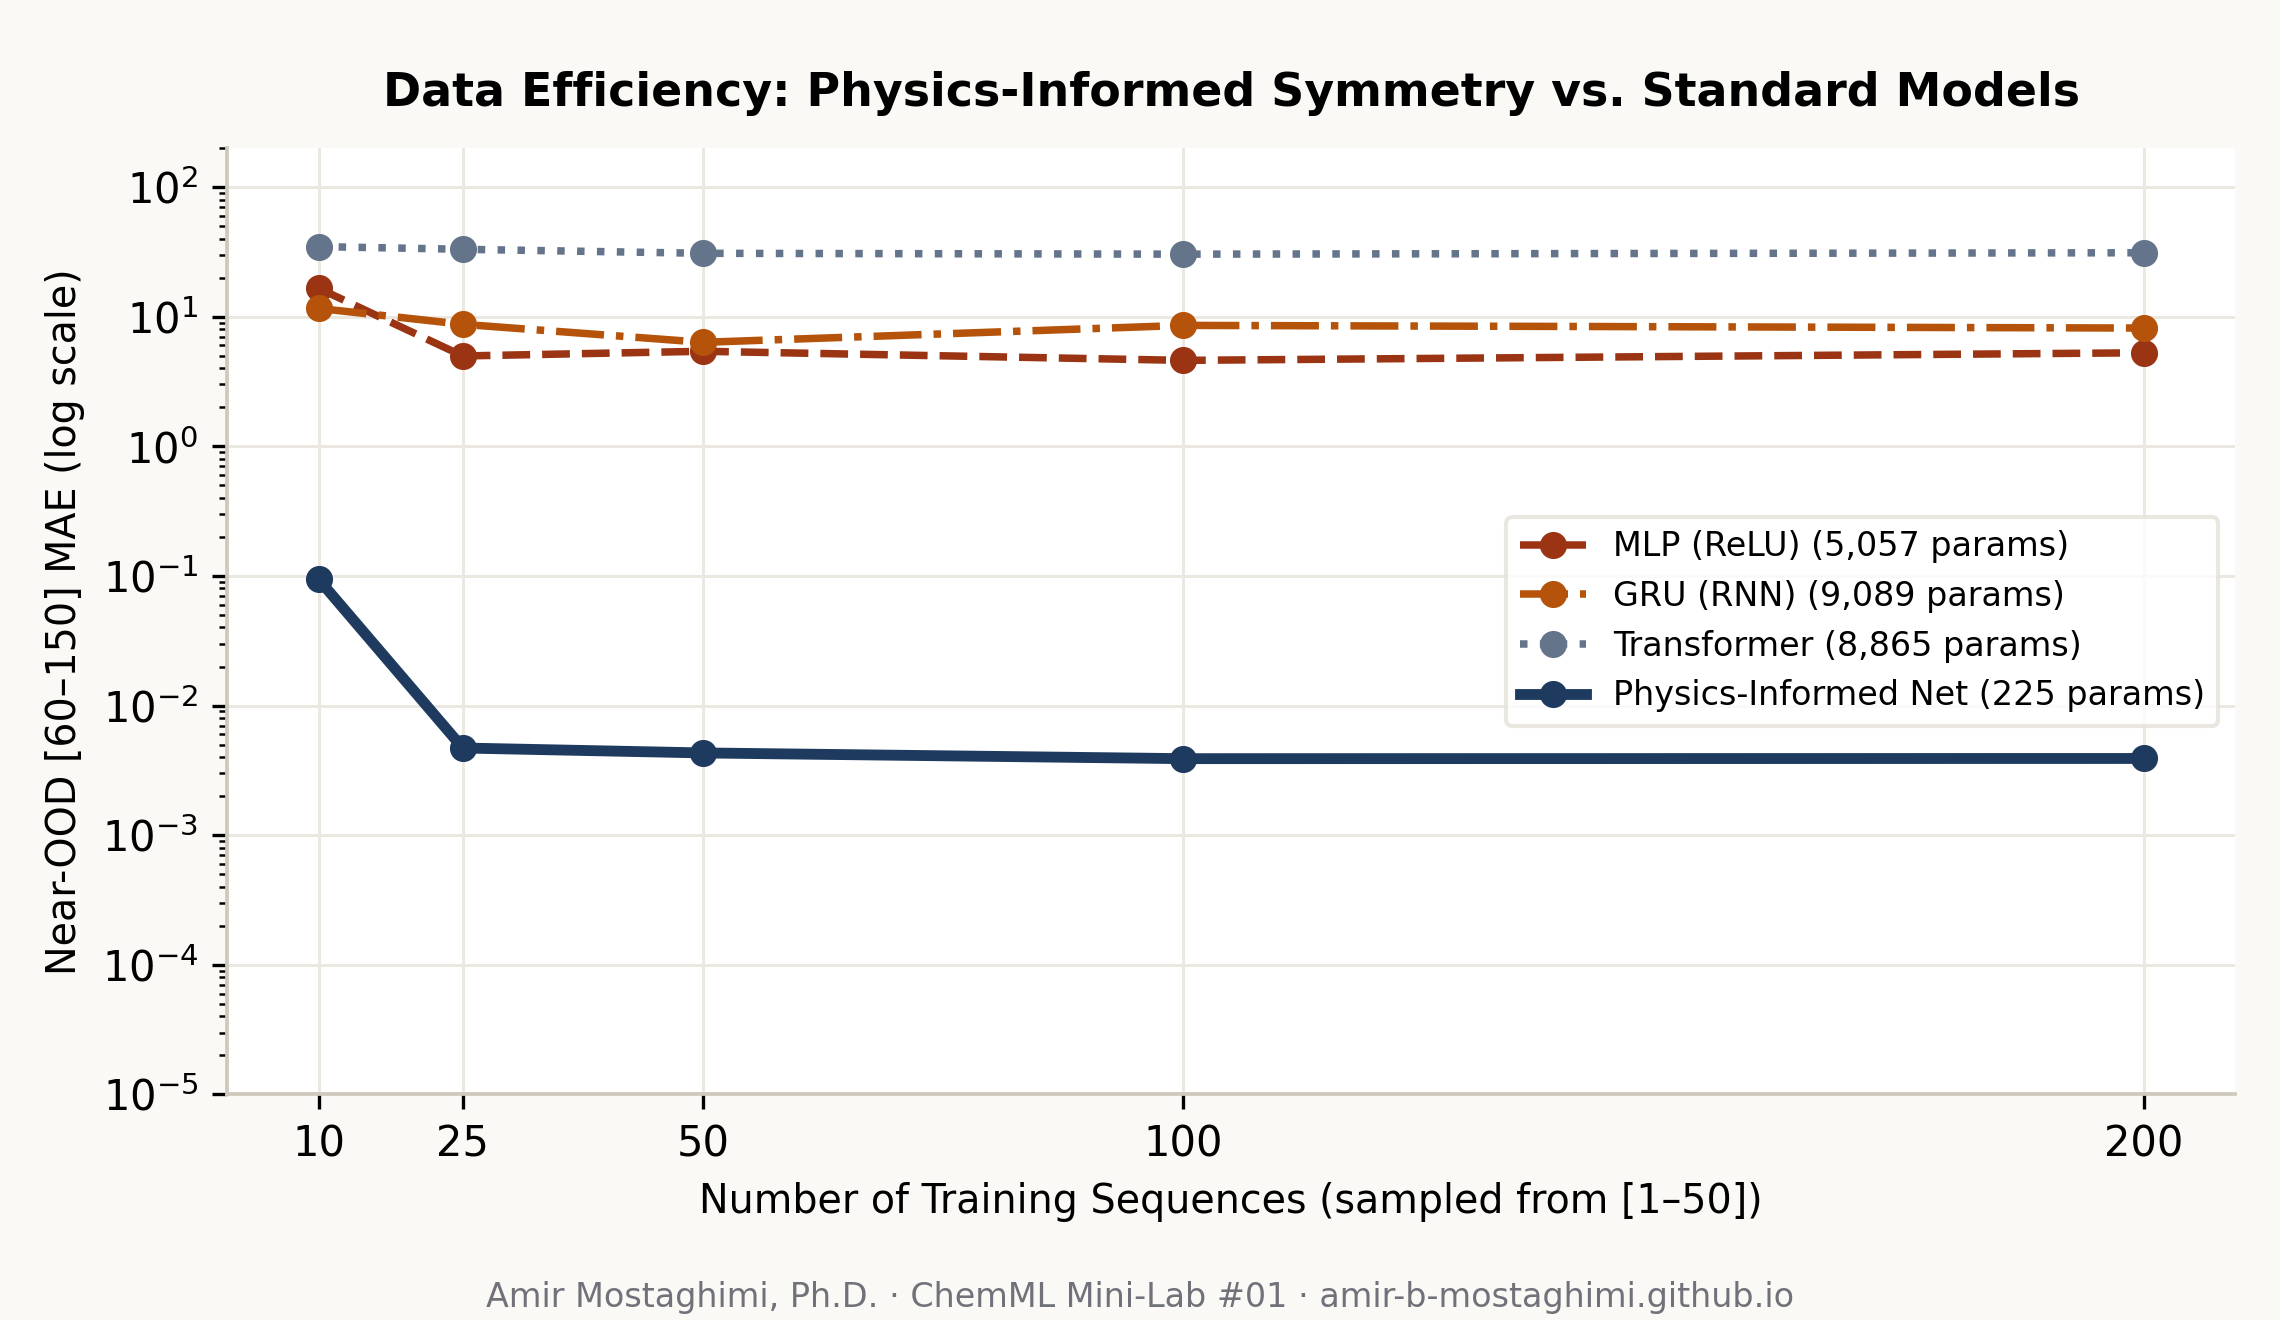 Data Efficiency: Physics-Informed Symmetry vs. Standard Models
Near-OOD [60–150] MAE (log scale)
10²
10¹
10⁰
10⁻¹
10⁻²
10⁻³
10⁻⁴
10⁻⁵
MLP (ReLU) (5,057 params)
GRU (RNN) (9,089 params)
Transformer (8,865 params)
Physics-Informed Net (225 params)
10 25 50 100 200
Number of Training Sequences (sampled from [1–50])
Amir Mostaghimi, Ph.D. · ChemML Mini-Lab #01 · amir-b-mostaghimi.github.io